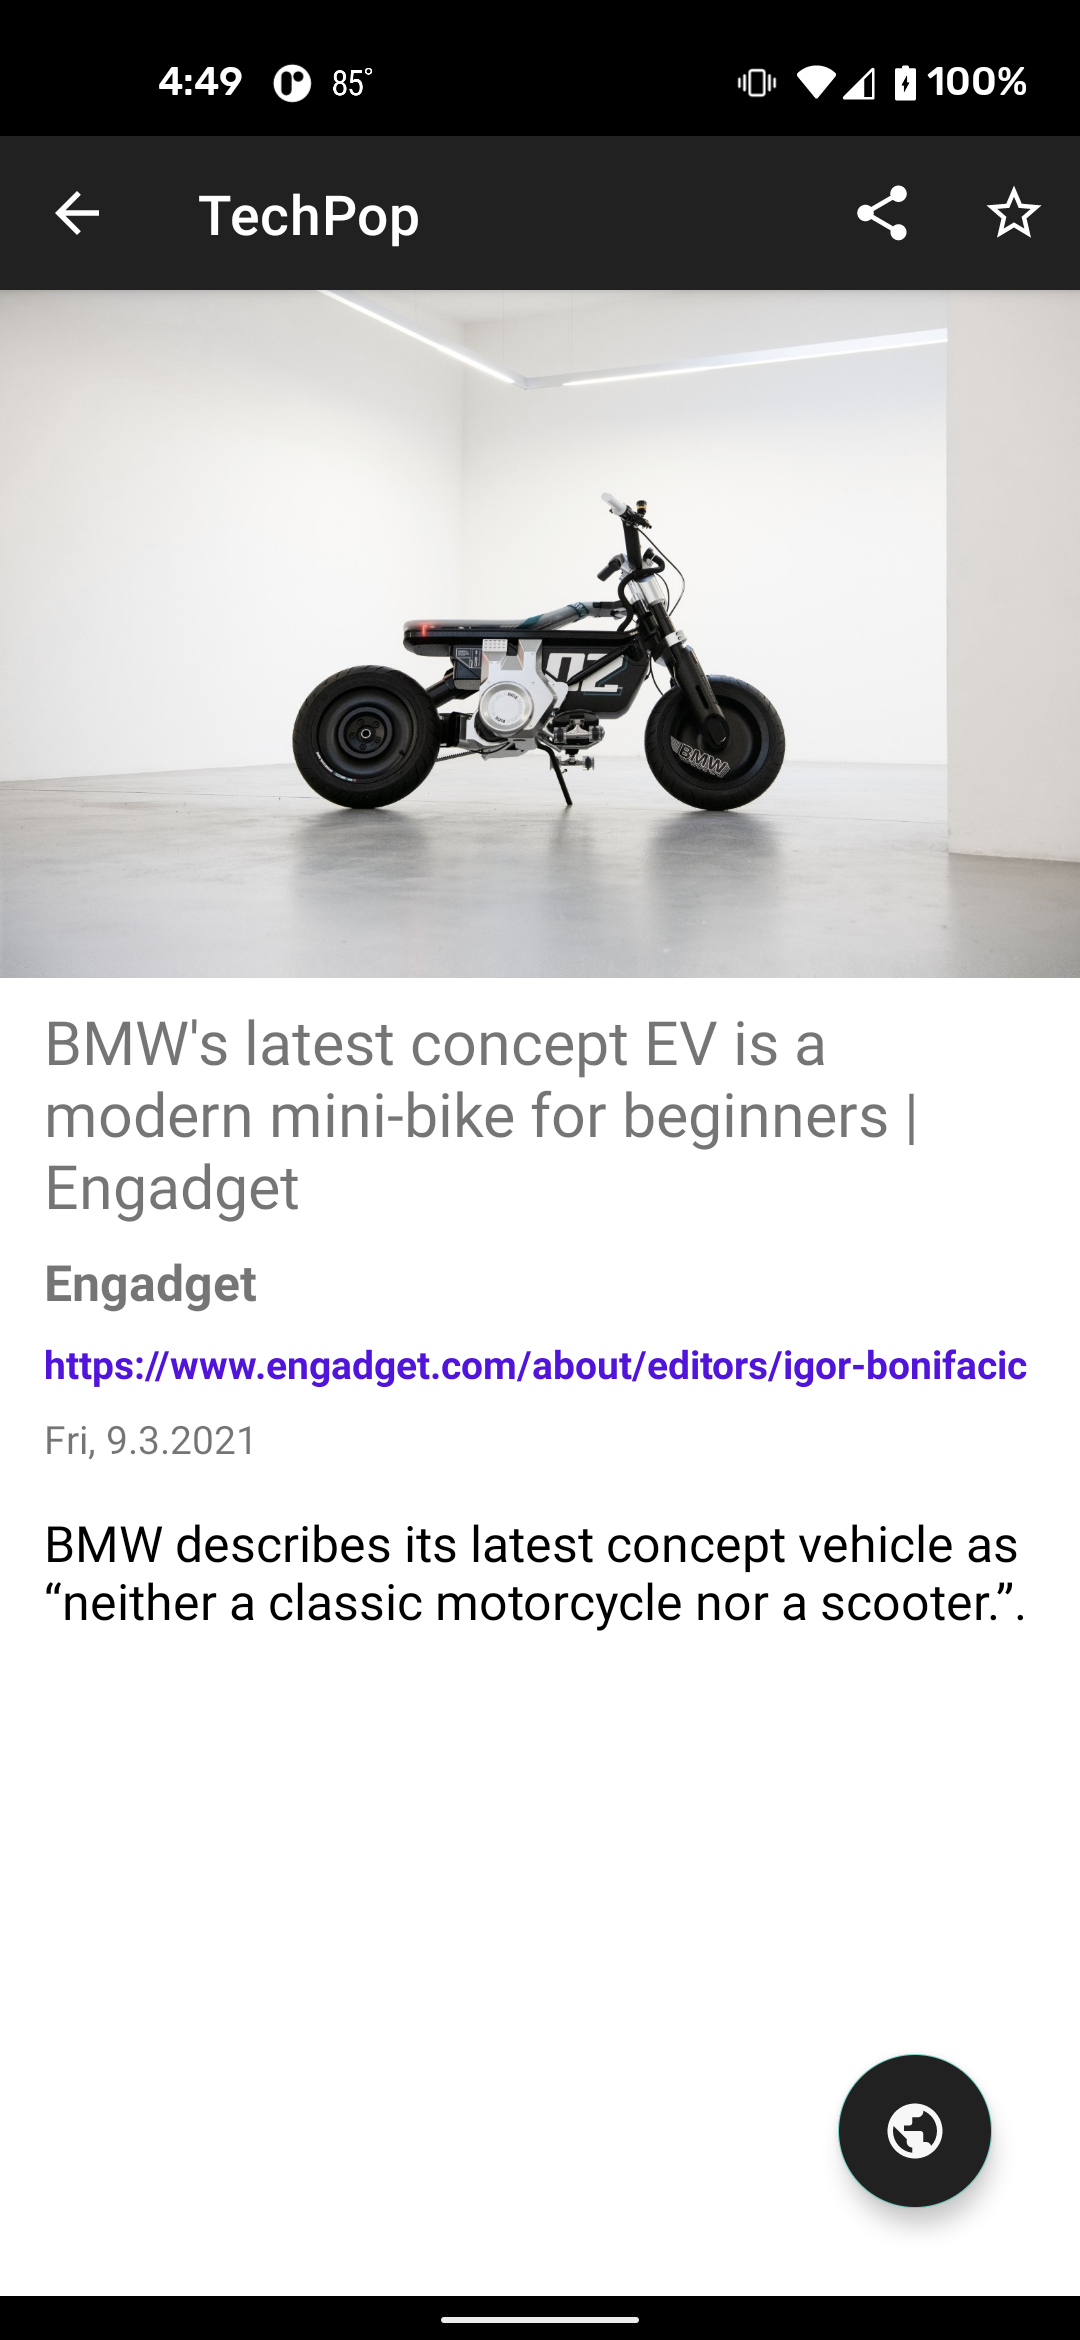 4:49 85° 100%
TechPop
02
BMW
BMW's latest concept EV is a
modern mini-bike for beginners |
Engadget
Engadget
https://www.engadget.com/about/editors/igor-bonifacic
Fri, 9.3.2021
BMW describes its latest concept vehicle as
“neither a classic motorcycle nor a scooter.”.